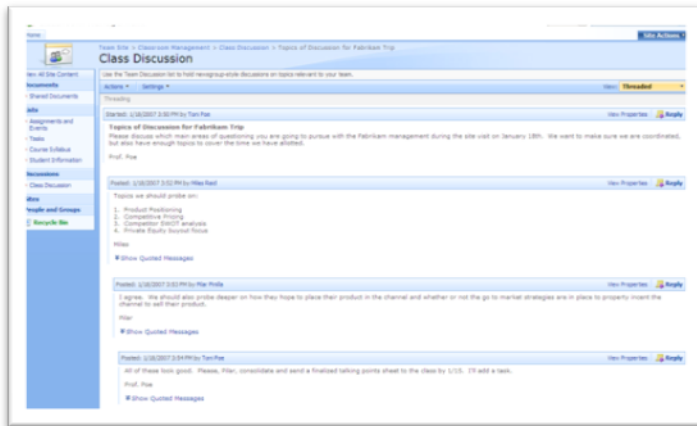 Home
Site Actions
Team Site > Classroom Management > Class Discussion > Topics of Discussion for Fabrikam Trip
Class Discussion
View All Site Content
Use the Team Discussion list to hold newsgroup-style discussions on topics relevant to your team.
Documents
Actions Settings View: Threaded
Shared Documents
Threading
Lists
Started: 1/18/2007 3:50 PM by Tom Poe View Properties Reply
Assignments and Events
Tasks
Course Syllabus
Student Information
Discussions
Class Discussion
Sites
People and Groups
Recycle Bin
Topics of Discussion for Fabrikam Trip
Please discuss which main areas of questioning you are going to pursue with the Fabrikam management during the site visit on January 18th. We want to make sure we are coordinated,
but also have enough topics to cover the time we have allotted.
Prof. Poe
Posted: 1/18/2007 3:52 PM by Miles Reid View Properties Reply
Topics we should probe on:
1. Product Positioning
2. Competitive Pricing
3. Competitor SWOT analysis
4. Private Equity buyout focus
Miles
Show Quoted Messages
Posted: 1/18/2007 3:53 PM by Pilar Pinilla View Properties Reply
I agree. We should also probe deeper on how they hope to place their product in the channel and whether or not the go to market strategies are in place to properly incent the
channel to sell their product.
Pilar
Show Quoted Messages
Posted: 1/18/2007 3:54 PM by Tom Poe View Properties Reply
All of these look good. Please, Pilar, consolidate and send a finalized talking points sheet to the class by 1/15. I'll add a task.
Prof. Poe
Show Quoted Messages